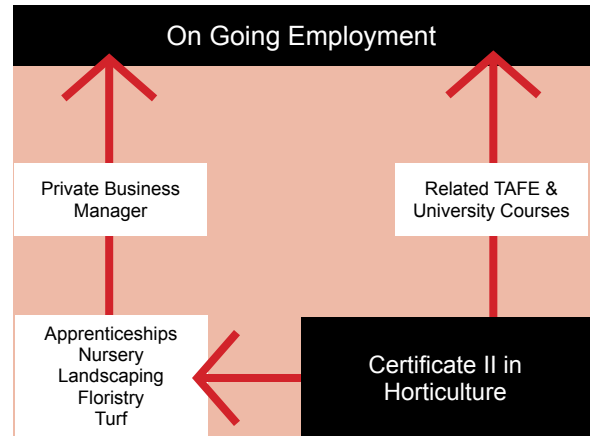 On Going Employment
Private Business
Manager
Related TAFE &
University Courses
Apprenticeships
Nursery
Landscaping
Floristry
Turf
Certificate II in
Horticulture